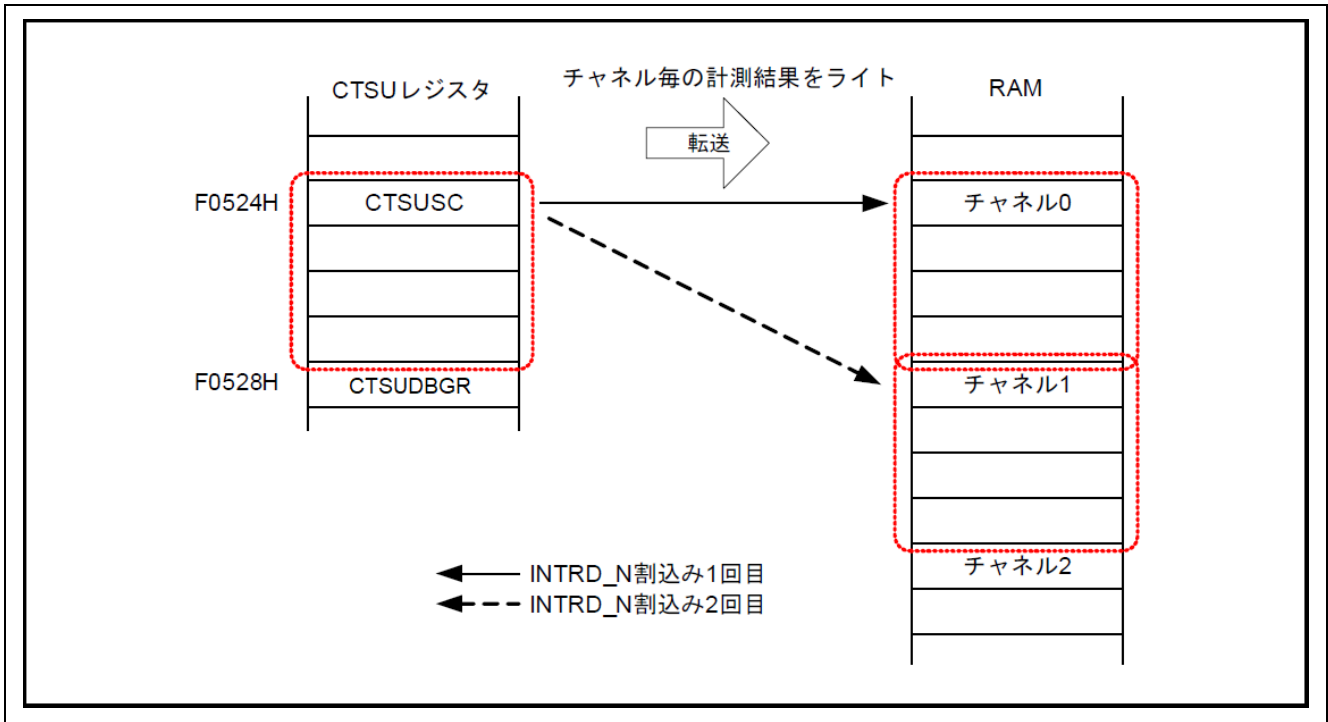 チャネル毎の計測結果をライト
CTSUレジスタ
RAM
転送
F0524H
CTSUSC
チャネル0
F0528H
CTSUDBGR
チャネル1
チャネル2
INTRD_N割込み1回目
INTRD_N割込み2回目